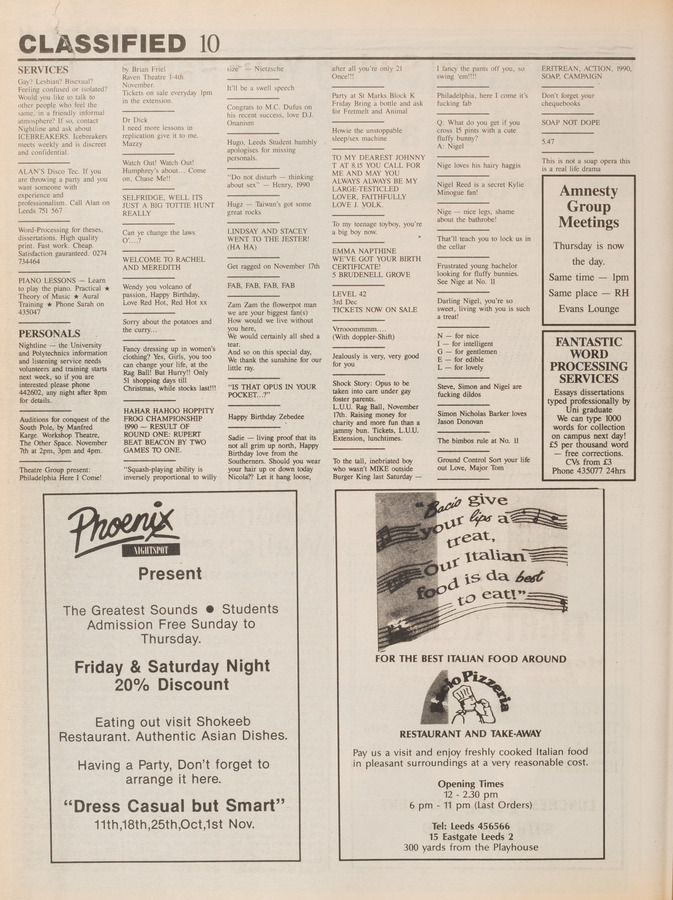 CLASSIFIED 10
SERVICES
Gay? Lesbian? Bisexual?
Feeling confused or isolated?
Would you like to talk to
other people who feel the
same, in a friendly informal
atmosphere? If so, contact
Nightline and ask about
ICEBREAKERS. Icebreakers
meets weekly and is discreet
and confidential.
ALAN'S Disco Tec. If you
are throwing a party and you
want someone with
experience and
professionalism. Call Alan on
Leeds 751 567
Word-Processing for theses,
dissertations. High quality
print. Fast work. Cheap.
Satisfaction gauranteed. 0274
734464
PIANO LESSONS — Learn
to play the piano. Practical ★
Theory of Music ★ Aural
Training ★ Phone Sarah on
435047
PERSONALS
Nightline — the University
and Polytechnics information
and listening service needs
volunteers and training starts
next week, so if you are
interested please phone
442602, any night after 8pm
for details.
Auditions for conquest of the
South Pole, by Manfred
Karge. Workshop Theatre,
The Other Space. November
7th at 2pm, 3pm and 4pm.
Theatre Group present:
Philadelphia Here I Come!
by Brian Friel
Raven Theatre 1-4th
November.
Tickets on sale everyday 1pm
in the extension.
Dr Dick
I need more lessons in
replication give it to me.
Mazzy
Watch Out! Watch Out!
Humphrey's about... Come
on, Chase Me!!
SELFRIDGE, WELL ITS
JUST A BIG TOTTIE HUNT
REALLY
Can ye change the laws
O'...?
WELCOME TO RACHEL
AND MEREDITH
Wendy you volcano of
passion, Happy Birthday,
Love Red Hot, Red Hot xx
Sorry about the potatoes and
the curry...
Fancy dressing up in women's
clothing? Yes, Girls, you too
can change your life, at the
Rag Ball! But Hurry!! Only
51 shopping days till
Christmas, while stocks last!!!
HAHAR HAHOO HOPPITY
FROG CHAMPIONSHIP
1990 — RESULT OF
ROUND ONE: RUPERT
BEAT BEACON BY TWO
GAMES TO ONE.
“Squash-playing ability is
inversely proportional to willy
size” — Nietzsche
It'll be a swell speech
Congrats to M.C. Dufus on
his recent success, love D.J.
Onanism
Hugo, Leeds Student humbly
apologises for missing
personals.
“Do not disturb — thinking
about sex” — Henry, 1990
Hugz — Taiwan's got some
great rocks
LINDSAY AND STACEY
WENT TO THE JESTER!
(HA HA)
Get ragged on November 17th
FAB, FAB, FAB, FAB
Zam Zam the flowerpot man
we are your biggest fan(s)
How would we live without
you here,
We would certainly all shed a
tear.
And so on this special day,
We thank the sunshine for our
little ray.
“IS THAT OPUS IN YOUR
POCKET...?”
Happy Birthday Zebedee
Sadie — living proof that its
not all grim up north, Happy
Birthday love from the
Southerners. Should you wear
your hair up or down today
Nicola?? Let it hang loose,
after all you're only 21
Once!!!
Party at St Marks Block K
Friday Bring a bottle and ask
for Fretmelt and Animal
Howie the unstoppable
sleep/sex machine
TO MY DEAREST JOHNNY
T AT 8.15 YOU CALL FOR
ME AND MAY YOU
ALWAYS ALWAYS BE MY
LARGE-TESTICLED
LOVER, FAITHFULLY
LOVE J. YOLK.
To my teenage toyboy, you're
a big boy now.
EMMA NAPTHINE
WE'VE GOT YOUR BIRTH
CERTIFICATE!
5 BRUDENELL GROVE
LEVEL 42
3rd Dec
TICKETS NOW ON SALE
Vrrooommmm....
(With doppler-Shift)
Jealously is very, very good
for you
Shock Story: Opus to be
taken into care under gay
foster parents.
L.U.U. Rag Ball, November
17th. Raising money for
charity and more fun than a
jammy bun. Tickets, L.U.U.
Extension, lunchtimes.
To the tall, inebriated boy
who wasn't MIKE outside
Burger King last Saturday —
I fancy the pants off you, so
swing 'em!!!!
Philadelphia, here I come it's
fucking fab
Q: What do you get if you
cross 15 pints with a cute
fluffy bunny?
A: Nigel
Nige loves his hairy haggis
Nigel Reed is a secret Kylie
Minogue fan!
Nige — nice legs, shame
about the bathrobe!
That'll teach you to lock us in
the cellar
Frustrated young bachelor
looking for fluffy bunnies.
See Nige at No. 11
Darling Nigel, you're so
sweet, living with you is such
a treat!
N — for nice
I — for intelligent
G — for gentlemen
E — for edible
L — for lovely
Steve, Simon and Nigel are
fucking dildos
Simon Nicholas Barker loves
Jason Donovan
The bimbos rule at No. 11
Ground Control Sort your life
out Love, Major Tom
ERITREAN, ACTION, 1990,
SOAP, CAMPAIGN
Don't forget your
chequebooks
SOAP NOT DOPE
5.47
This is not a soap opera this
is a real life drama
Amnesty
Group
Meetings
Thursday is now
the day.
Same time — 1pm
Same place — RH
Evans Lounge
FANTASTIC
WORD
PROCESSING
SERVICES
Essays dissertations
typed professionally by
Uni graduate
We can type 1000
words for collection
on campus next day!
£5 per thousand word
— free corrections.
CVs from £3
Phone 435077 24hrs
Phoenix
NIGHTSPOT
Present
The Greatest Sounds ● Students
Admission Free Sunday to
Thursday.
Friday & Saturday Night
20% Discount
Eating out visit Shokeeb
Restaurant. Authentic Asian Dishes.
Having a Party, Don't forget to
arrange it here.
“Dress Casual but Smart”
11th,18th,25th,Oct,1st Nov.
“Bacio give
your lips a
treat,
Our Italian
food is da best
to eat!”
FOR THE BEST ITALIAN FOOD AROUND
Bacio Pizzeria
RESTAURANT AND TAKE-AWAY
Pay us a visit and enjoy freshly cooked Italian food
in pleasant surroundings at a very reasonable cost.
Opening Times
12 - 2.30 pm
6 pm - 11 pm (Last Orders)
Tel: Leeds 456566
15 Eastgate Leeds 2
300 yards from the Playhouse